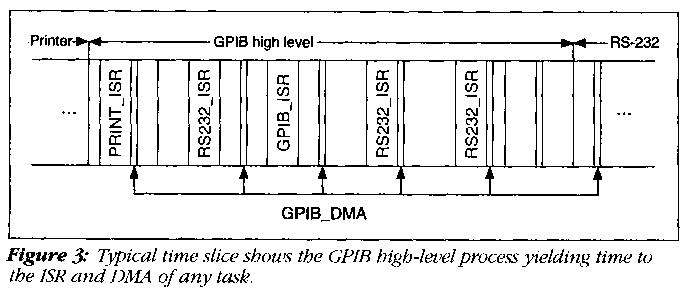 Printer GPIB high level RS-232
... PRINT_ISR RS232_ISR GPIB_ISR RS232_ISR RS232_ISR ...
GPIB_DMA
Figure 3: Typical time slice shows the GPIB high-level process yielding time to
the ISR and DMA of any task.